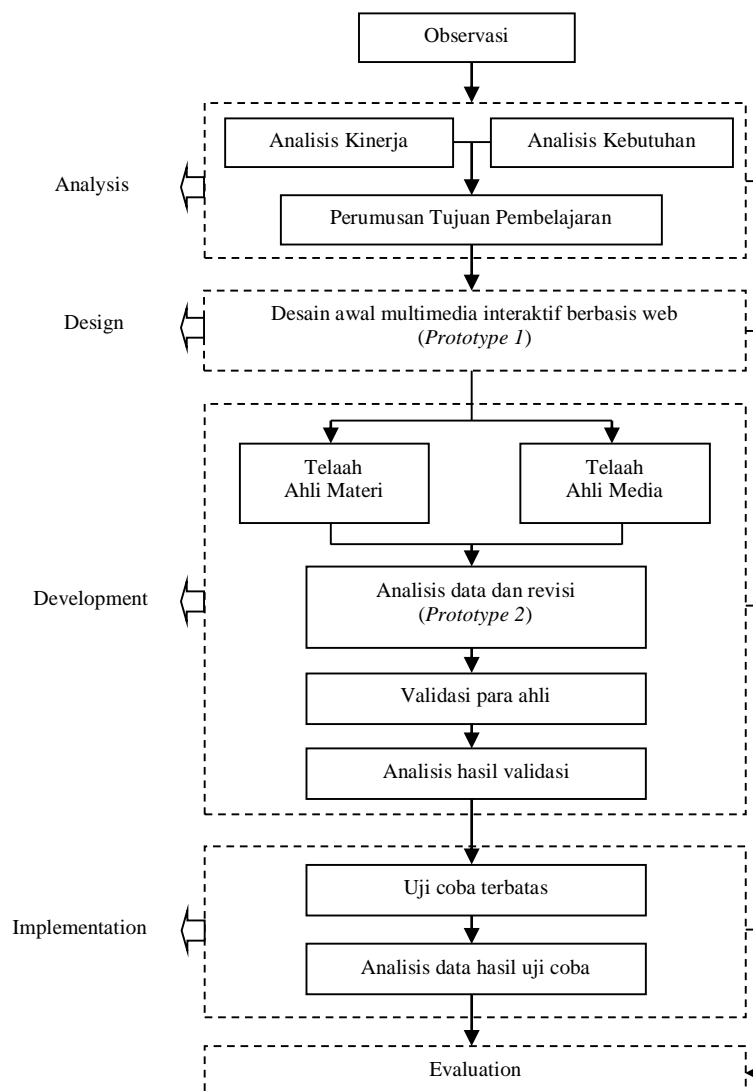 Observasi
Analisis Kinerja
Analisis Kebutuhan
Analysis
Perumusan Tujuan Pembelajaran
Design
Desain awal multimedia interaktif berbasis web
(Prototype 1)
Telaah
Ahli Materi
Telaah
Ahli Media
Development
Analisis data dan revisi
(Prototype 2)
Validasi para ahli
Analisis hasil validasi
Implementation
Uji coba terbatas
Analisis data hasil uji coba
Evaluation